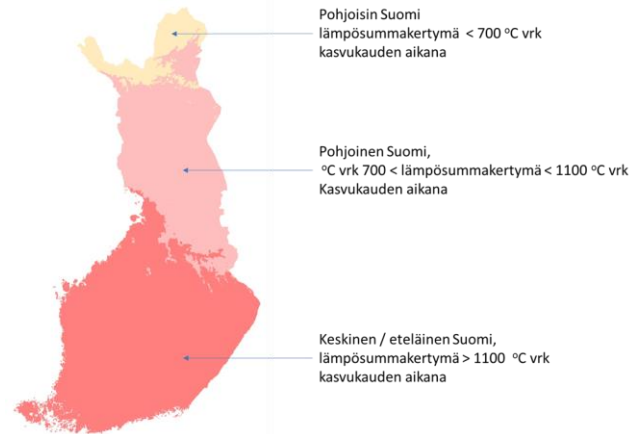 Pohjoisin Suomi
lämpösummakertymä < 700 °C vrk
kasvukauden aikana
Pohjoinen Suomi,
°C vrk 700 < lämpösummakertymä < 1100 °C vrk
Kasvukauden aikana
Keskinen / eteläinen Suomi,
lämpösummakertymä > 1100 °C vrk
kasvukauden aikana